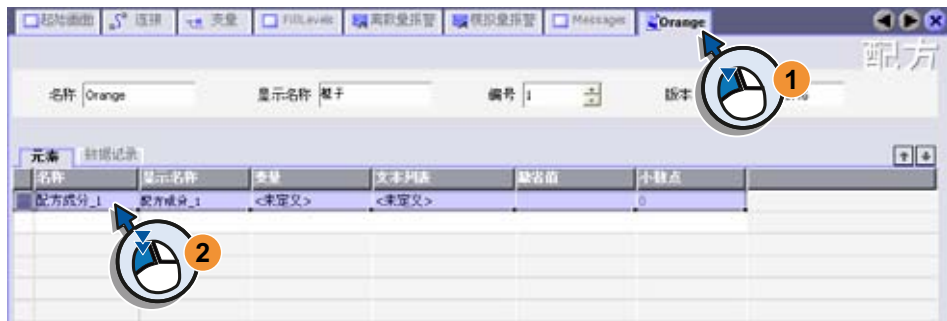 起始画面 连接 变量 FillLevels 离散量报警 模拟量报警 Messages Orange
配方
名称 Orange 显示名称 橙子 编号 1 版本
1
元素 数据记录
名称 显示名称 变量 文本列表 缺省值 小数点
配方成分_1 配方成分_1 <未定义> <未定义> 0
2